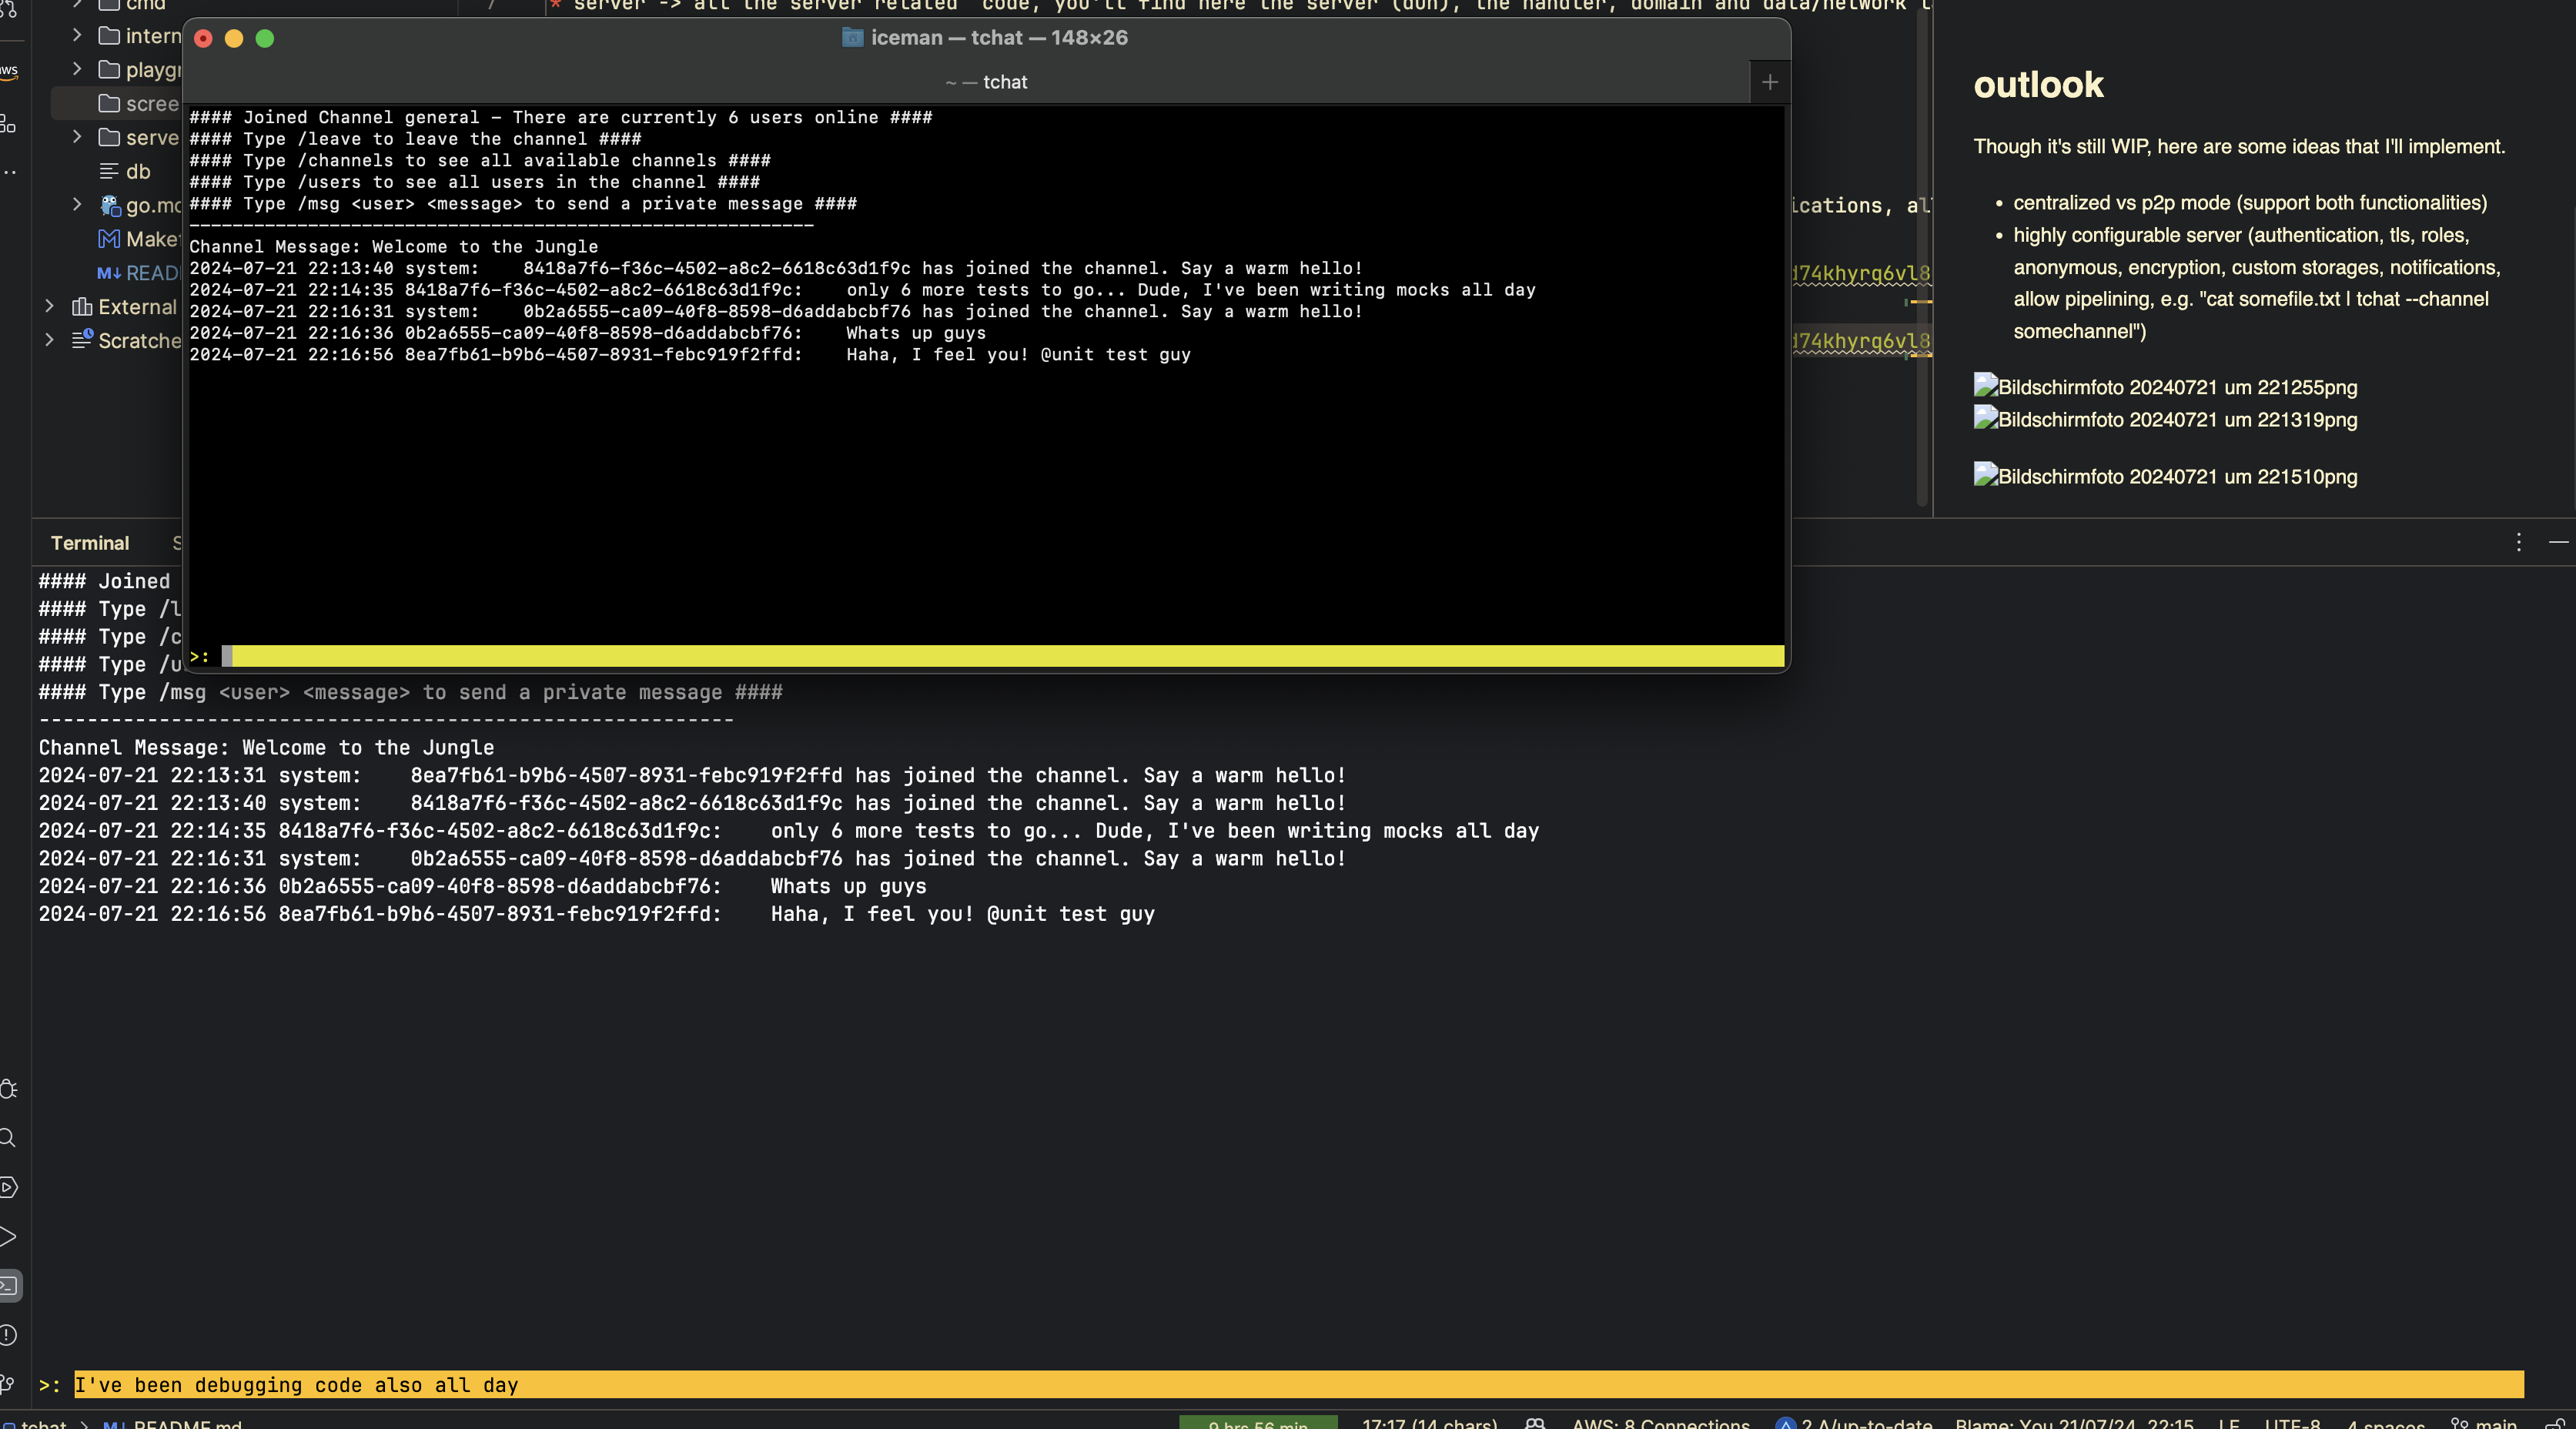 cmd
7
* server -> all the server related code, you'll find here the server (duh), the handler, domain and data/network
intern
playgr
scree
serve
db
go.mo
Make
READ
External
Scratche
aws
iceman — tchat — 148×26
~ — tchat
#### Joined Channel general - There are currently 6 users online ####
#### Type /leave to leave the channel ####
#### Type /channels to see all available channels ####
#### Type /users to see all users in the channel ####
#### Type /msg <user> <message> to send a private message ####
----------------------------------------------------------
Channel Message: Welcome to the Jungle
2024-07-21 22:13:40 system:    8418a7f6-f36c-4502-a8c2-6618c63d1f9c has joined the channel. Say a warm hello!
2024-07-21 22:14:35 8418a7f6-f36c-4502-a8c2-6618c63d1f9c:    only 6 more tests to go... Dude, I've been writing mocks all day
2024-07-21 22:16:31 system:    0b2a6555-ca09-40f8-8598-d6addabcbf76 has joined the channel. Say a warm hello!
2024-07-21 22:16:36 0b2a6555-ca09-40f8-8598-d6addabcbf76:    Whats up guys
2024-07-21 22:16:56 8ea7fb61-b9b6-4507-8931-febc919f2ffd:    Haha, I feel you! @unit test guy
>:
ications, al
d74khyrq6vl8
d74khyrq6vl8
outlook
Though it's still WIP, here are some ideas that I'll implement.
• centralized vs p2p mode (support both functionalities)
• highly configurable server (authentication, tls, roles,
anonymous, encryption, custom storages, notifications,
allow pipelining, e.g. "cat somefile.txt | tchat --channel
somechannel")
Bildschirmfoto 20240721 um 221255png
Bildschirmfoto 20240721 um 221319png
Bildschirmfoto 20240721 um 221510png
Terminal
#### Joined
#### Type /l
#### Type /c
#### Type /u
#### Type /msg <user> <message> to send a private message ####
----------------------------------------------------------
Channel Message: Welcome to the Jungle
2024-07-21 22:13:31 system:    8ea7fb61-b9b6-4507-8931-febc919f2ffd has joined the channel. Say a warm hello!
2024-07-21 22:13:40 system:    8418a7f6-f36c-4502-a8c2-6618c63d1f9c has joined the channel. Say a warm hello!
2024-07-21 22:14:35 8418a7f6-f36c-4502-a8c2-6618c63d1f9c:    only 6 more tests to go... Dude, I've been writing mocks all day
2024-07-21 22:16:31 system:    0b2a6555-ca09-40f8-8598-d6addabcbf76 has joined the channel. Say a warm hello!
2024-07-21 22:16:36 0b2a6555-ca09-40f8-8598-d6addabcbf76:    Whats up guys
2024-07-21 22:16:56 8ea7fb61-b9b6-4507-8931-febc919f2ffd:    Haha, I feel you! @unit test guy
>: I've been debugging code also all day
tchat > README.md
9 hrs 56 min 17:17 (14 chars) AWS: 8 Connections 2 Δ/up-to-date Blame: You 21/07/24, 22:15 LF UTF-8 4 spaces main